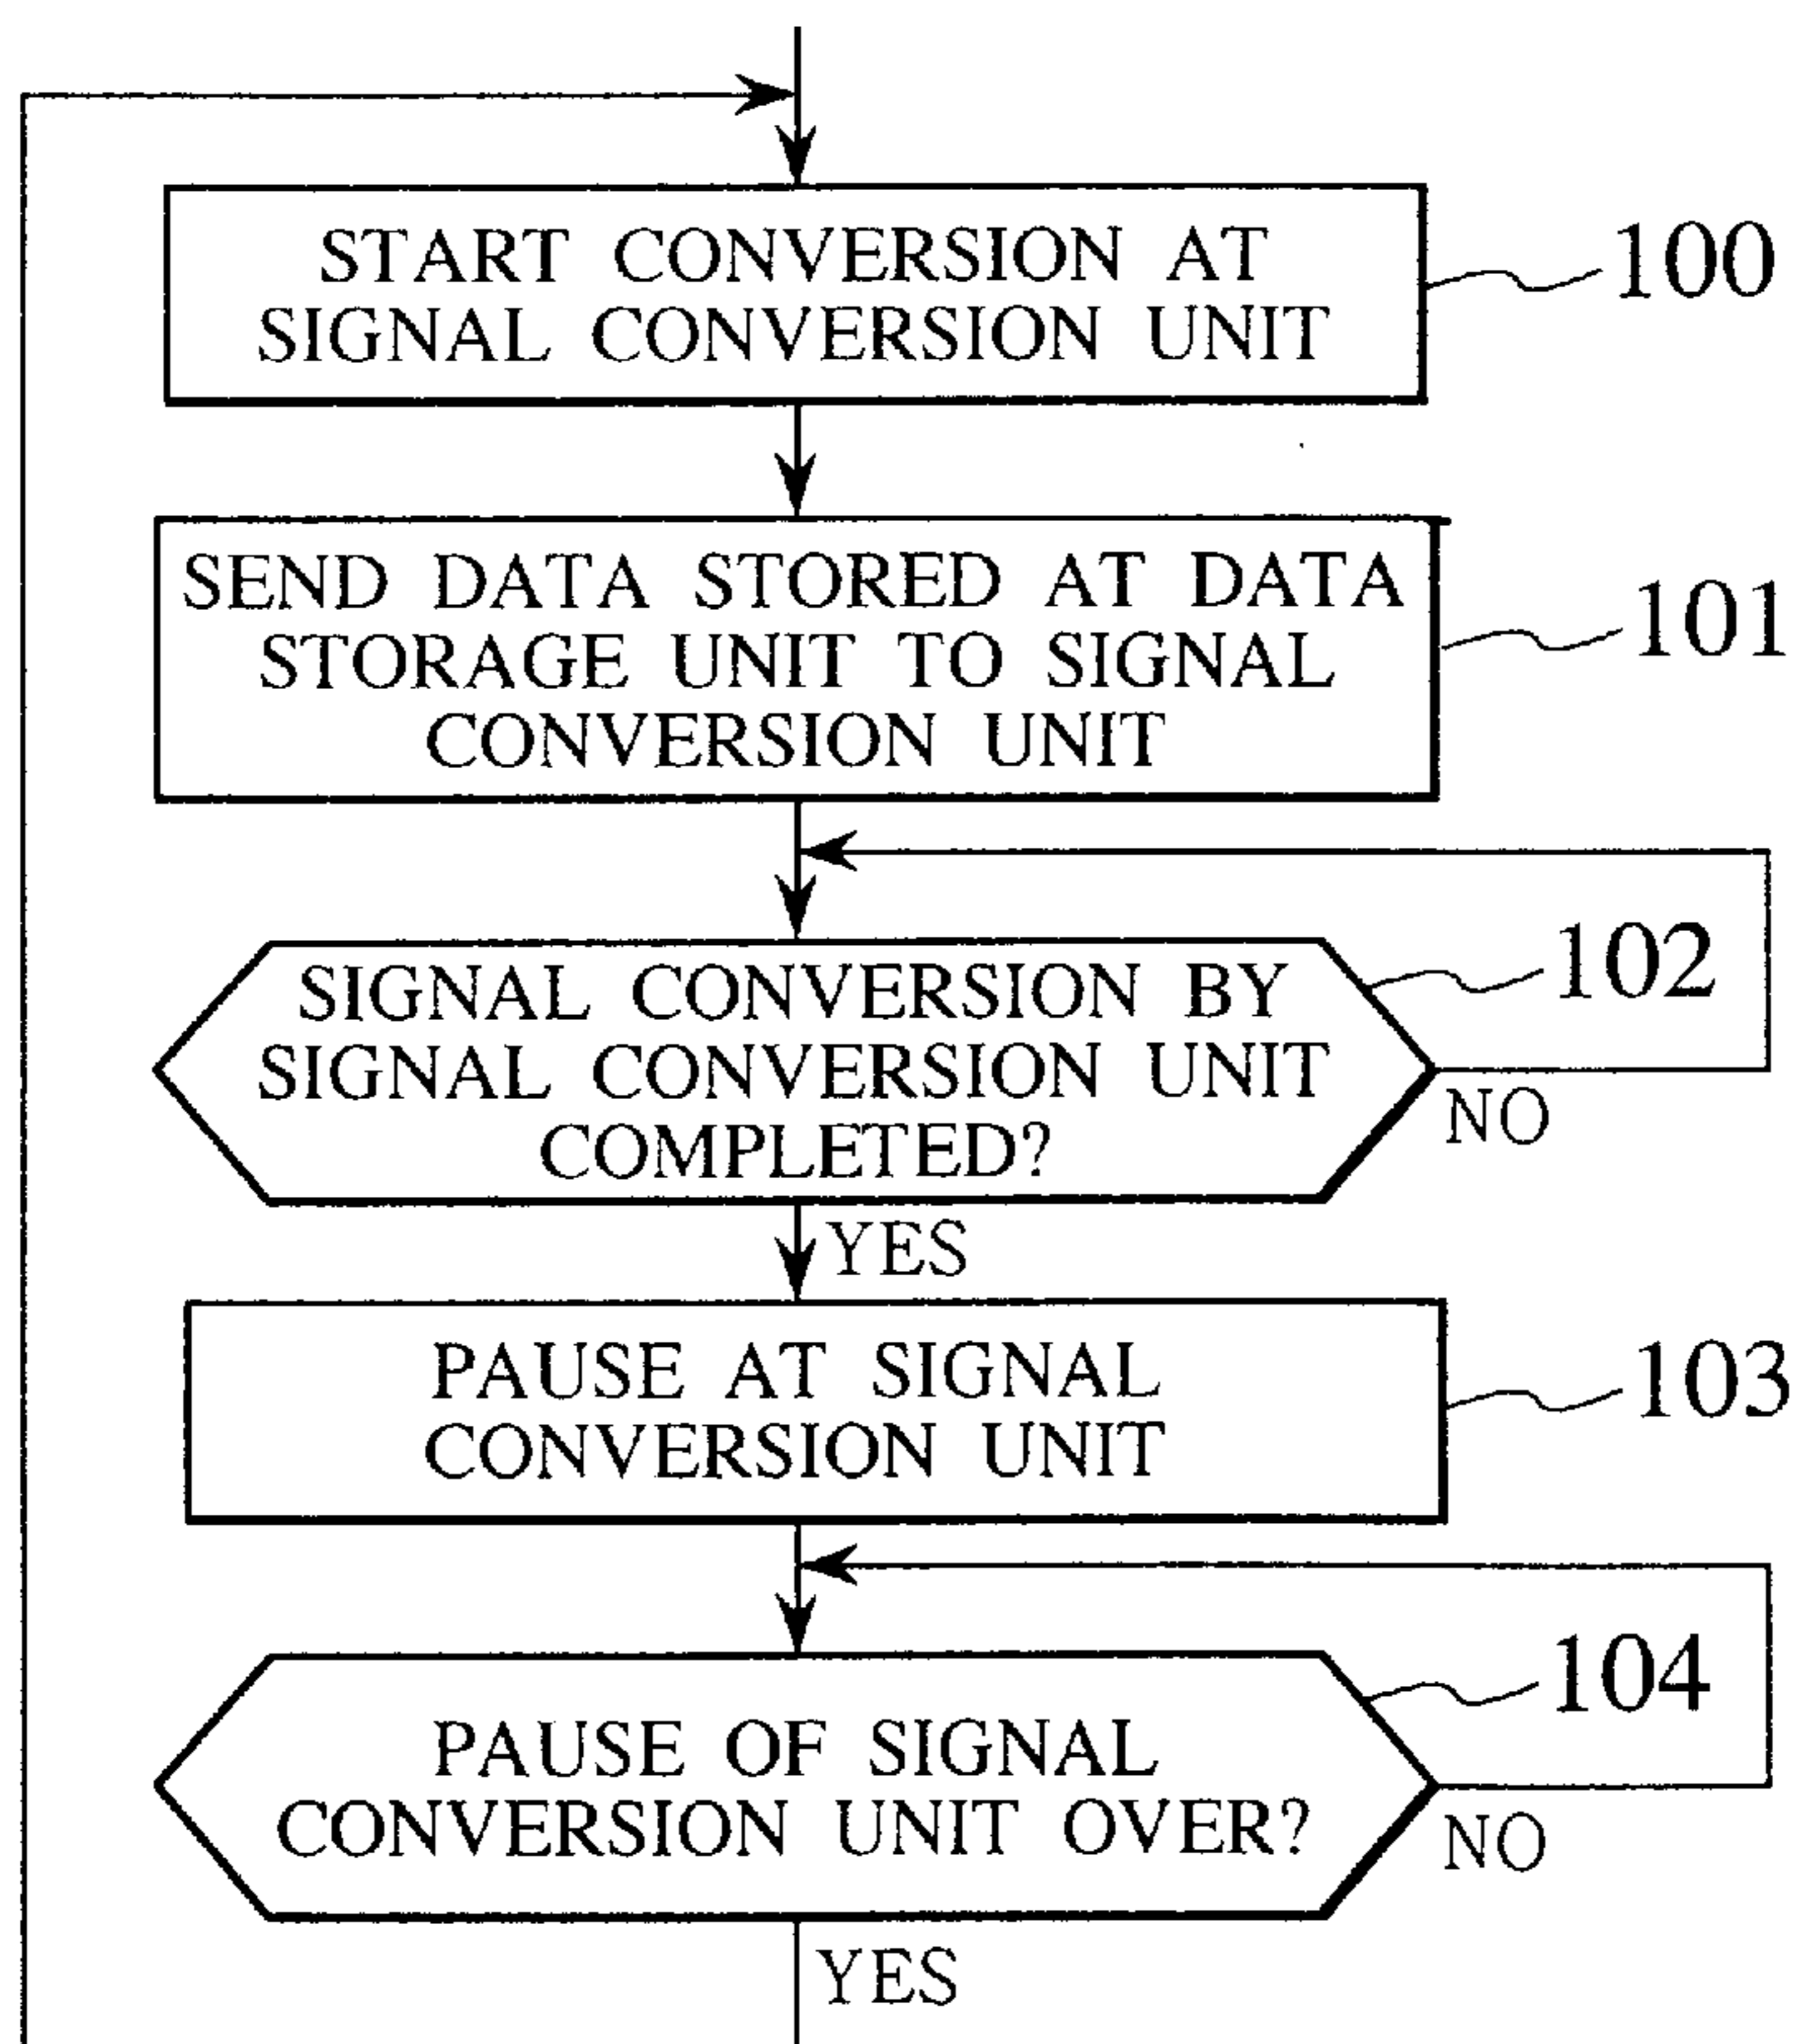 START CONVERSION AT
SIGNAL CONVERSION UNIT
100
SEND DATA STORED AT DATA
STORAGE UNIT TO SIGNAL
CONVERSION UNIT
101
SIGNAL CONVERSION BY
SIGNAL CONVERSION UNIT
COMPLETED?
102
NO
YES
PAUSE AT SIGNAL
CONVERSION UNIT
103
PAUSE OF SIGNAL
CONVERSION UNIT OVER?
104
NO
YES